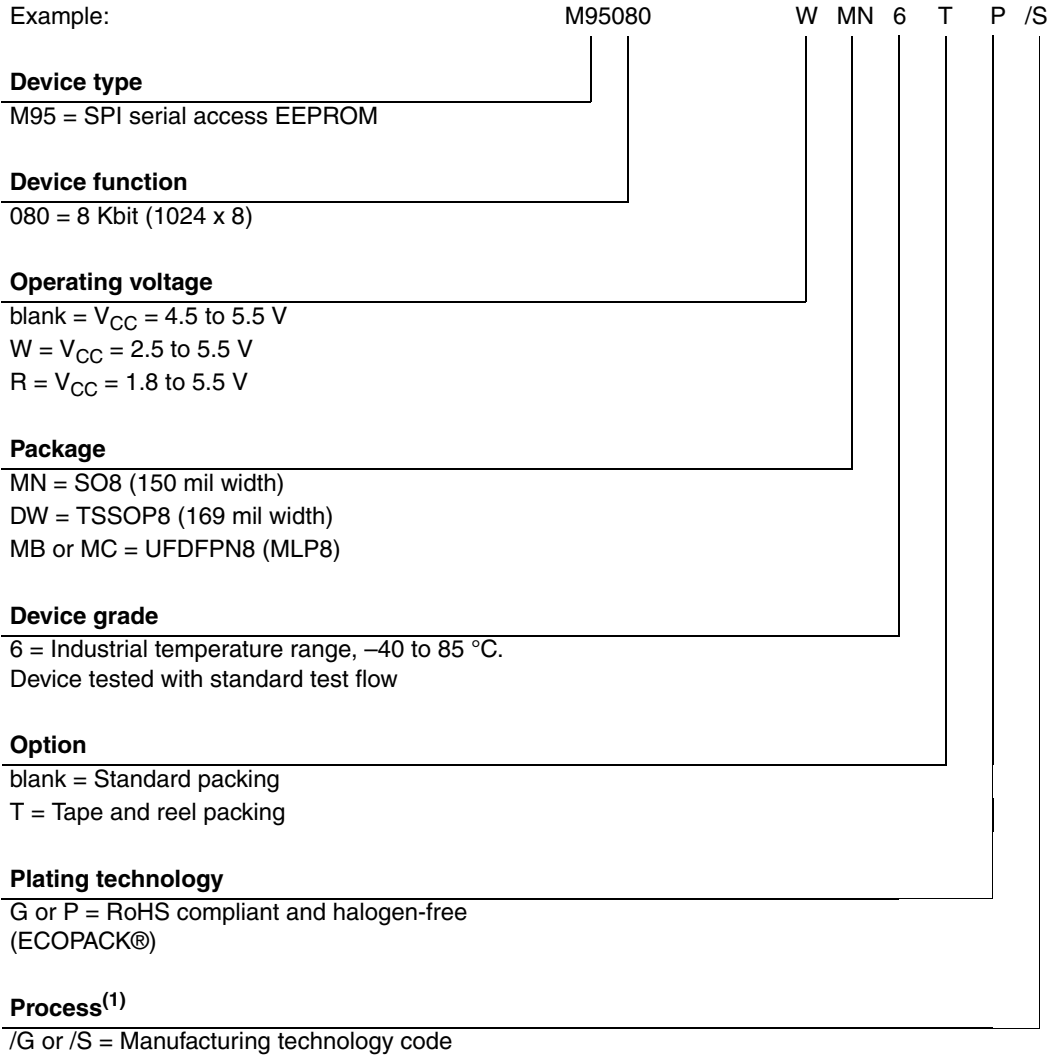 Example: M95080 W MN 6 T P /S
Device type
M95 = SPI serial access EEPROM
Device function
080 = 8 Kbit (1024 x 8)
Operating voltage
blank = VCC = 4.5 to 5.5 V
W = VCC = 2.5 to 5.5 V
R = VCC = 1.8 to 5.5 V
Package
MN = SO8 (150 mil width)
DW = TSSOP8 (169 mil width)
MB or MC = UFDFPN8 (MLP8)
Device grade
6 = Industrial temperature range, –40 to 85 °C.
Device tested with standard test flow
Option
blank = Standard packing
T = Tape and reel packing
Plating technology
G or P = RoHS compliant and halogen-free
(ECOPACK®)
Process(1)
/G or /S = Manufacturing technology code